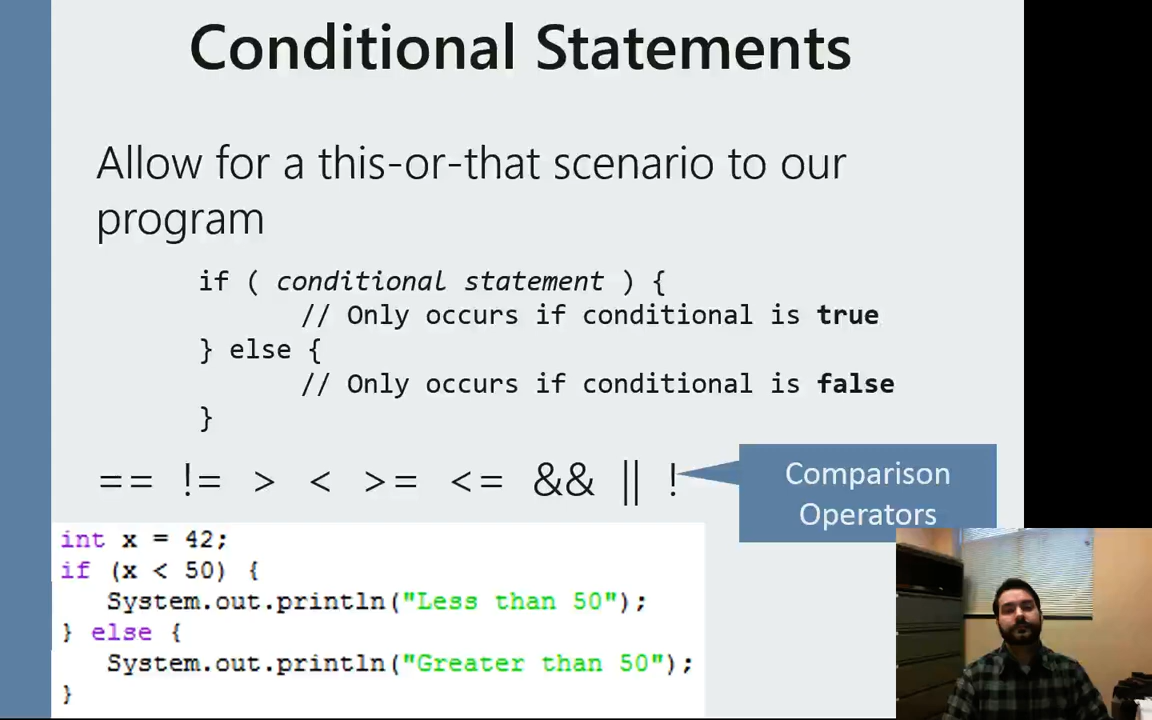 Conditional Statements
Allow for a this-or-that scenario to our
program
if ( conditional statement ) {
// Only occurs if conditional is true
} else {
// Only occurs if conditional is false
}
== != > < >= <= && || !
Comparison
Operators
int x = 42;
if (x < 50) {
System.out.println("Less than 50");
} else {
System.out.println("Greater than 50");
}